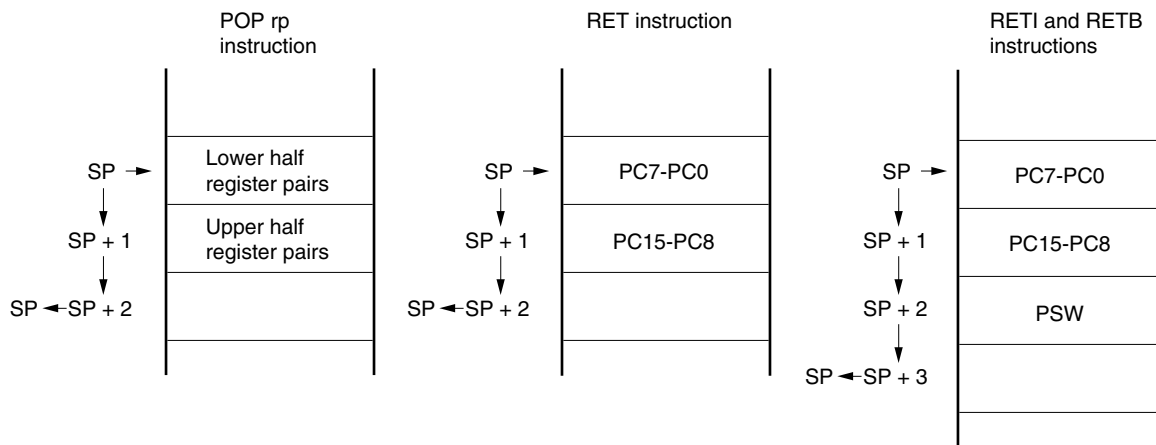 POP rp
instruction
SP
Lower half
register pairs
SP + 1
Upper half
register pairs
SP
SP + 2
RET instruction
SP
PC7-PC0
SP + 1
PC15-PC8
SP
SP + 2
RETI and RETB
instructions
SP
PC7-PC0
SP + 1
PC15-PC8
SP + 2
PSW
SP
SP + 3